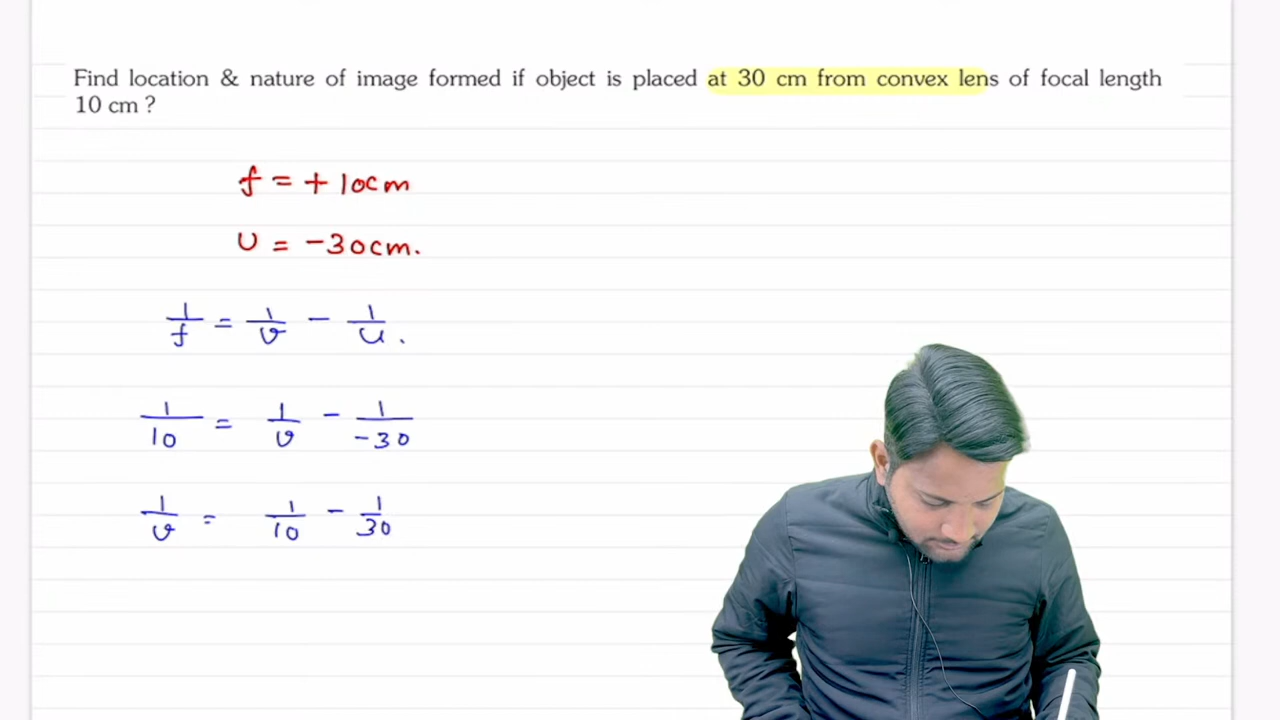 Find location & nature of image formed if object is placed at 30 cm from convex lens of focal length
10 cm ?
f = + 10cm
u = -30cm.
1/f = 1/v - 1/u.
1/10 = 1/v - 1/-30
1/v = 1/10 - 1/30